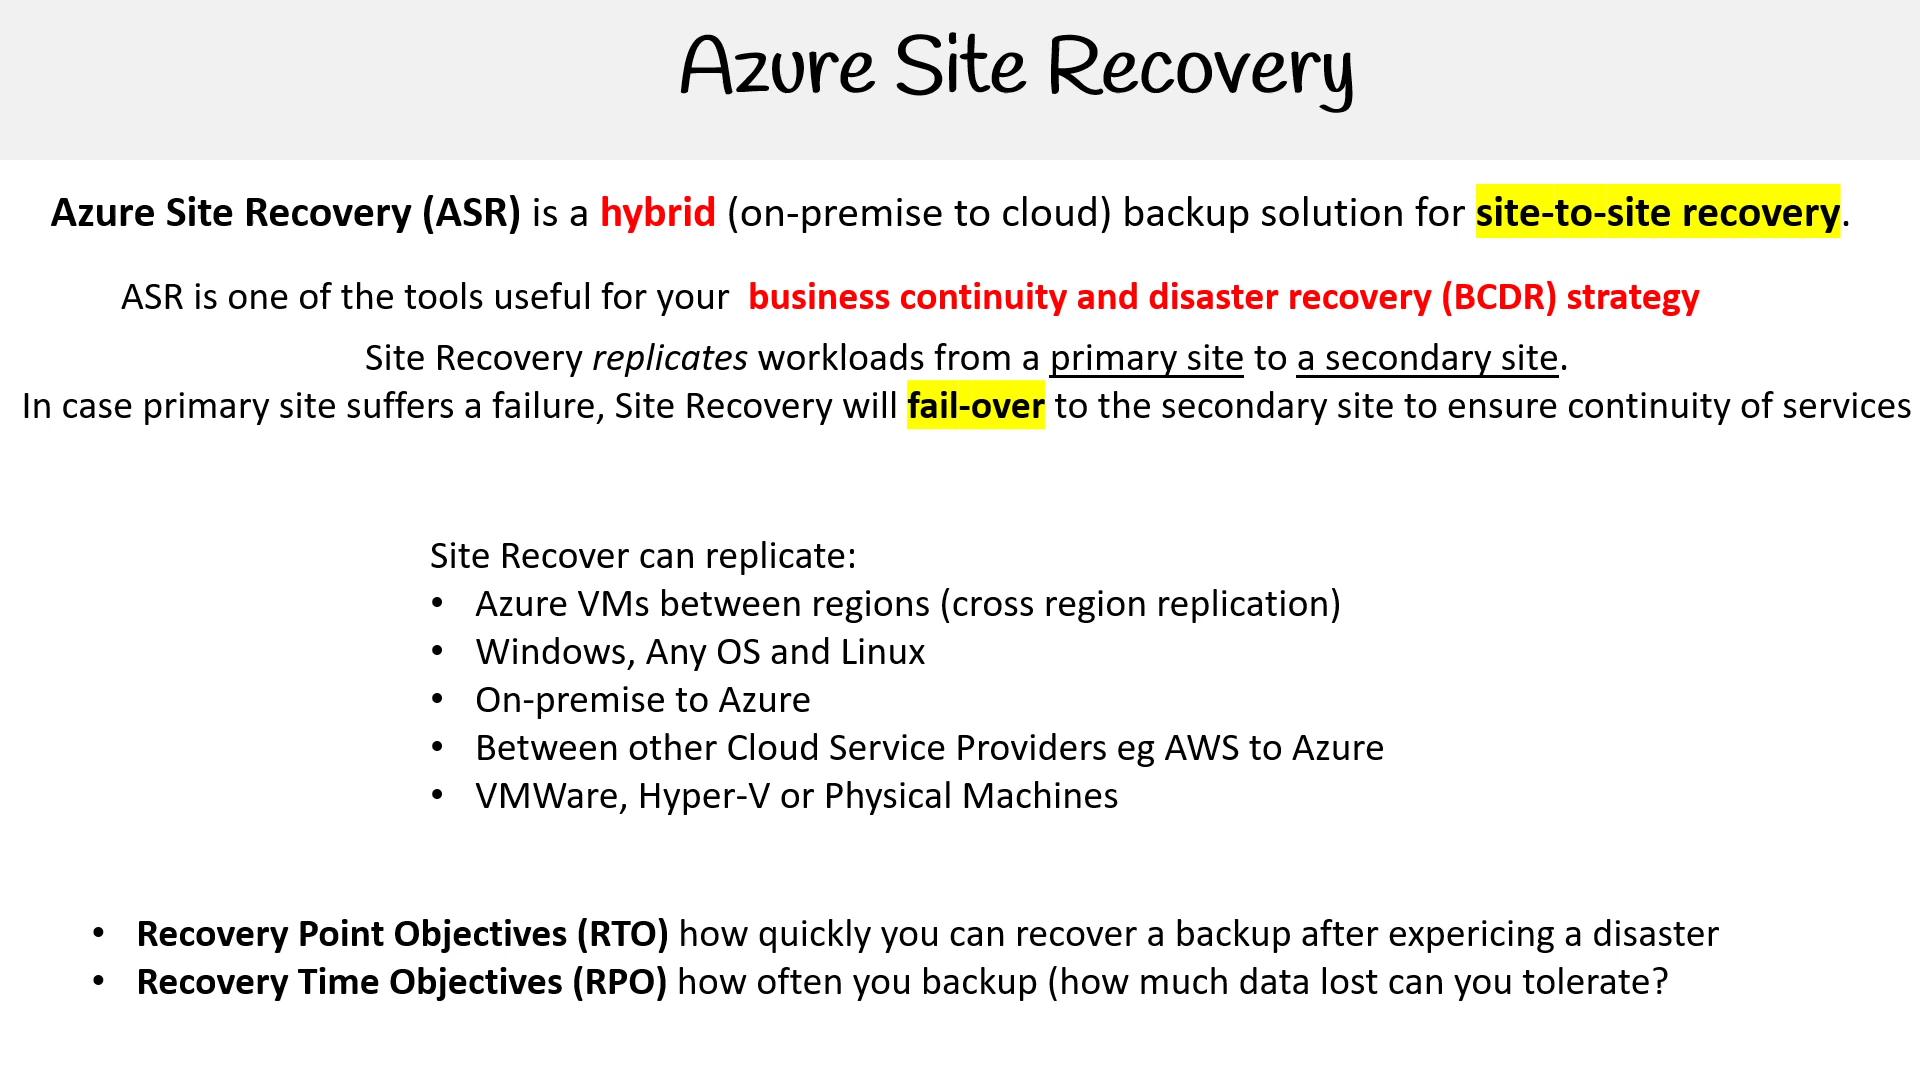 Azure Site Recovery
Azure Site Recovery (ASR) is a hybrid (on-premise to cloud) backup solution for site-to-site recovery.
ASR is one of the tools useful for your business continuity and disaster recovery (BCDR) strategy
Site Recovery replicates workloads from a primary site to a secondary site.
In case primary site suffers a failure, Site Recovery will fail-over to the secondary site to ensure continuity of services
Site Recover can replicate:
• Azure VMs between regions (cross region replication)
• Windows, Any OS and Linux
• On-premise to Azure
• Between other Cloud Service Providers eg AWS to Azure
• VMWare, Hyper-V or Physical Machines
• Recovery Point Objectives (RTO) how quickly you can recover a backup after expericing a disaster
• Recovery Time Objectives (RPO) how often you backup (how much data lost can you tolerate?